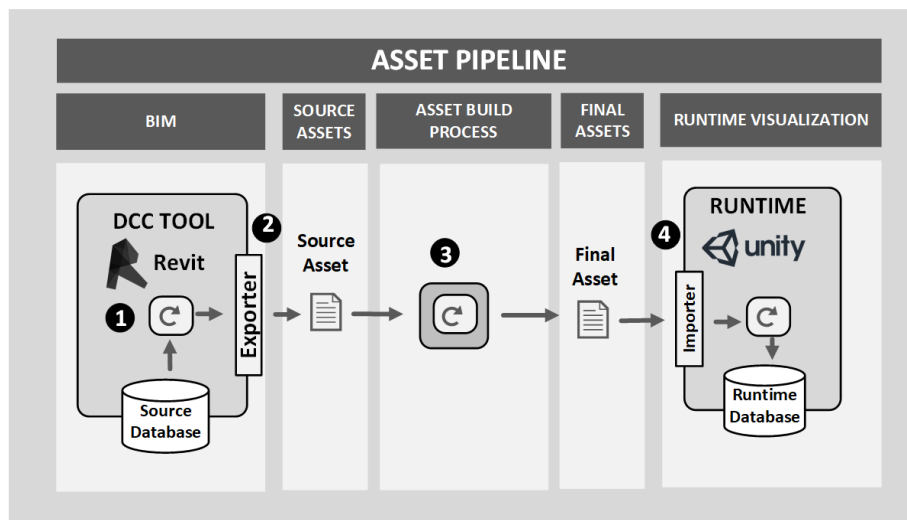 ASSET PIPELINE
BIM
SOURCE
ASSETS
ASSET BUILD
PROCESS
FINAL
ASSETS
RUNTIME VISUALIZATION
DCC TOOL
Revit
1
Source
Database
2
Exporter
Source
Asset
3
Final
Asset
4
RUNTIME
unity
Importer
Runtime
Database